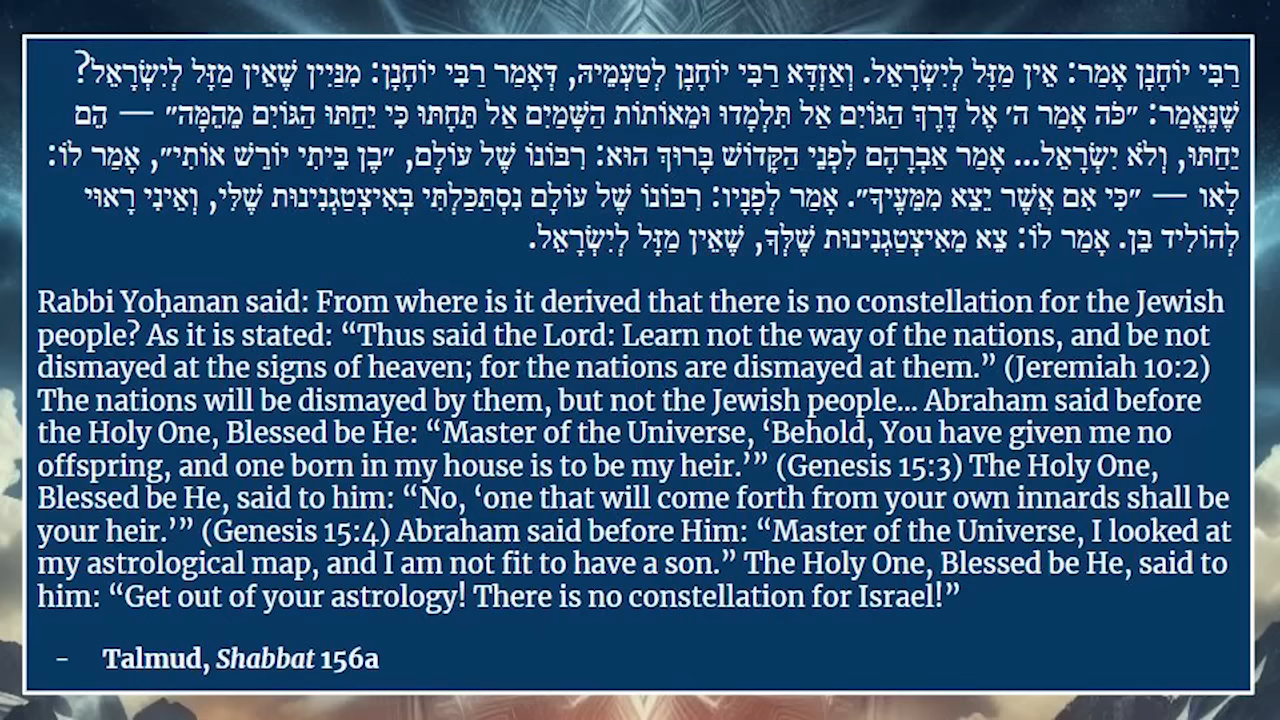 רַבִּי יוֹחָנָן אָמַר: אֵין מַזָּל לְיִשְׂרָאֵל. וְאַזְדָּא רַבִּי יוֹחָנָן לְטַעְמֵיהּ, דְּאָמַר רַבִּי יוֹחָנָן: מִנַּיִין שֶׁאֵין מַזָּל לְיִשְׂרָאֵל?
שֶׁנֶּאֱמַר: ״כֹּה אָמַר ה׳ אֶל דֶּרֶךְ הַגּוֹיִם אַל תִּלְמָדוּ וּמֵאוֹתוֹת הַשָּׁמַיִם אַל תֵּחָתּוּ כִּי יֵחַתּוּ הַגּוֹיִם מֵהֵמָּה״ — הֵם
יֵחַתּוּ, וְלֹא יִשְׂרָאֵל... אָמַר אַבְרָהָם לִפְנֵי הַקָּדוֹשׁ בָּרוּךְ הוּא: רִבּוֹנוֹ שֶׁל עוֹלָם, ״בֶּן בֵּיתִי יוֹרֵשׁ אוֹתִי״, אָמַר לוֹ:
לָאו — ״כִּי אִם אֲשֶׁר יֵצֵא מִמֵּעֶיךָ״. אָמַר לְפָנָיו: רִבּוֹנוֹ שֶׁל עוֹלָם נִסְתַּכַּלְתִּי בְּאִיצְטַגְנִינוּת שֶׁלִּי, וְאֵינִי רָאוּי
לְהוֹלִיד בֵּן. אָמַר לוֹ: צֵא מֵאִיצְטַגְנִינוּת שֶׁלְּךָ, שֶׁאֵין מַזָּל לְיִשְׂרָאֵל.
Rabbi Yoḥanan said: From where is it derived that there is no constellation for the Jewish
people? As it is stated: “Thus said the Lord: Learn not the way of the nations, and be not
dismayed at the signs of heaven; for the nations are dismayed at them.” (Jeremiah 10:2)
The nations will be dismayed by them, but not the Jewish people... Abraham said before
the Holy One, Blessed be He: “Master of the Universe, ‘Behold, You have given me no
offspring, and one born in my house is to be my heir.’” (Genesis 15:3) The Holy One,
Blessed be He, said to him: “No, ‘one that will come forth from your own innards shall be
your heir.’” (Genesis 15:4) Abraham said before Him: “Master of the Universe, I looked at
my astrological map, and I am not fit to have a son.” The Holy One, Blessed be He, said to
him: “Get out of your astrology! There is no constellation for Israel!”
- Talmud, Shabbat 156a